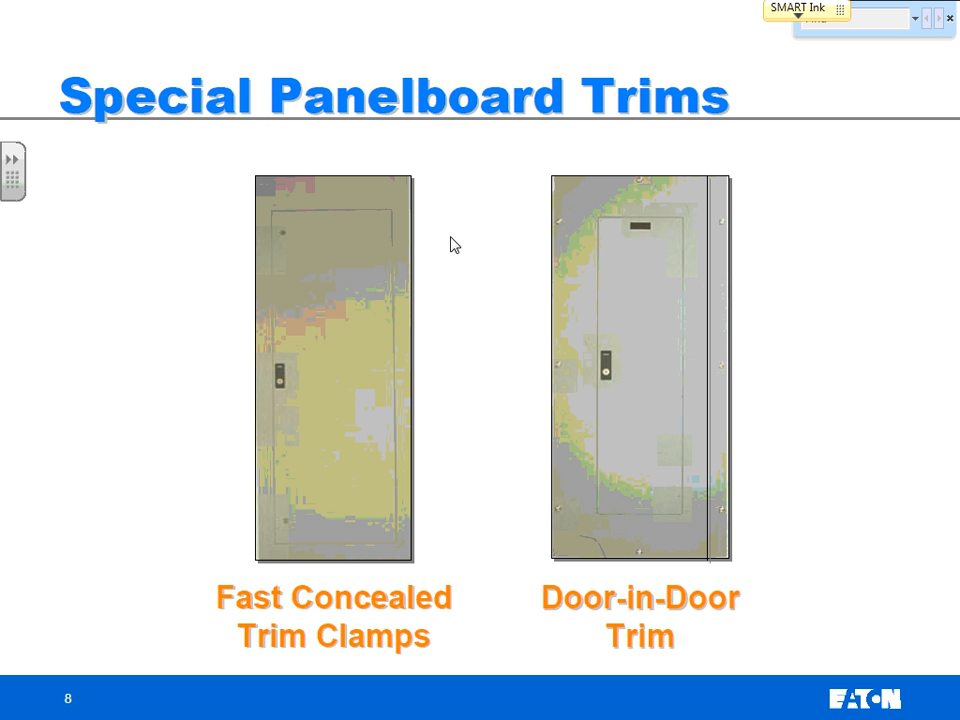 SMART Ink
Special Panelboard Trims
Fast Concealed
Trim Clamps
Door-in-Door
Trim
8
EATON